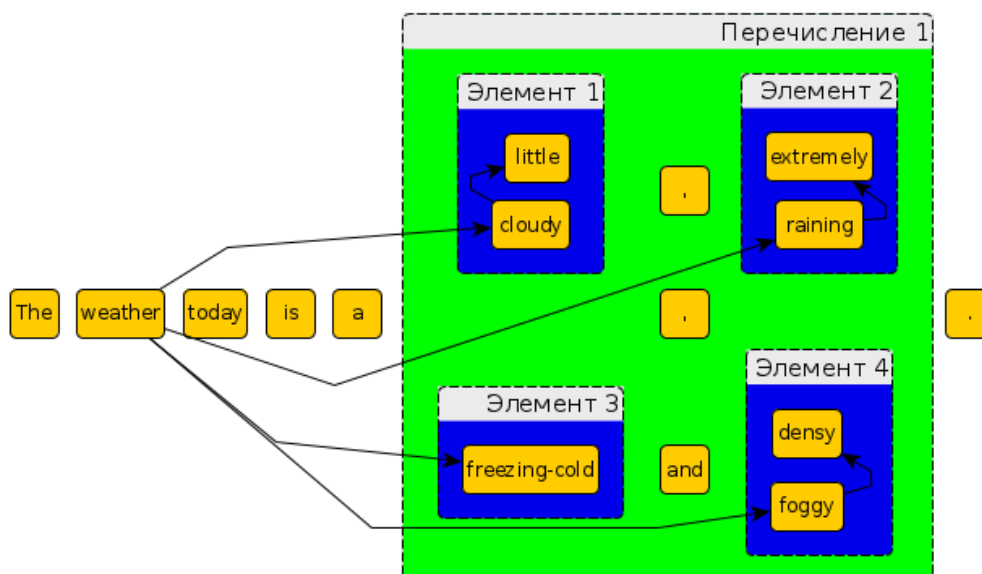 Перечисление 1
Элемент 1
little
cloudy
,
Элемент 2
extremely
raining
The weather today is a
,
.
Элемент 3
freezing-cold
and
Элемент 4
densy
foggy